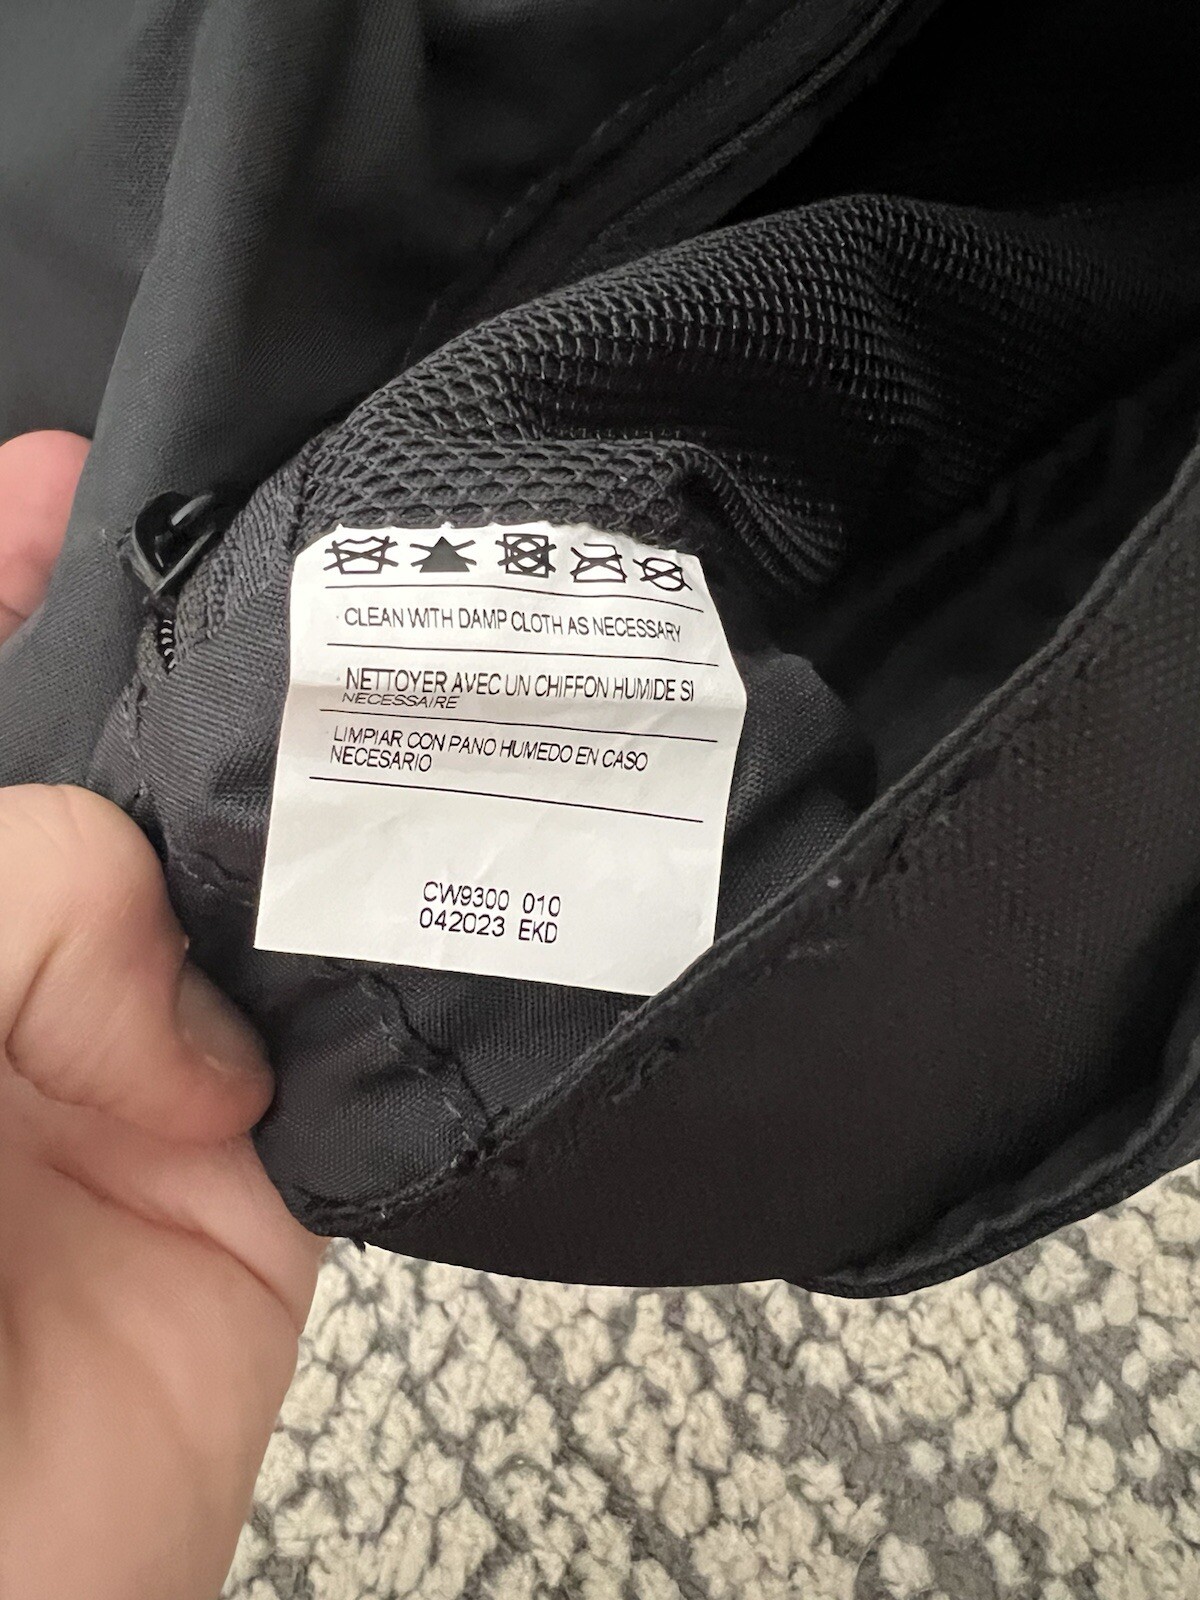 · CLEAN WITH DAMP CLOTH AS NECESSARY
· NETTOYER AVEC UN CHIFFON HUMIDE SI
NECESSAIRE
LIMPIAR CON PANO HUMEDO EN CASO
NECESARIO
CW9300 010
042023 EKD